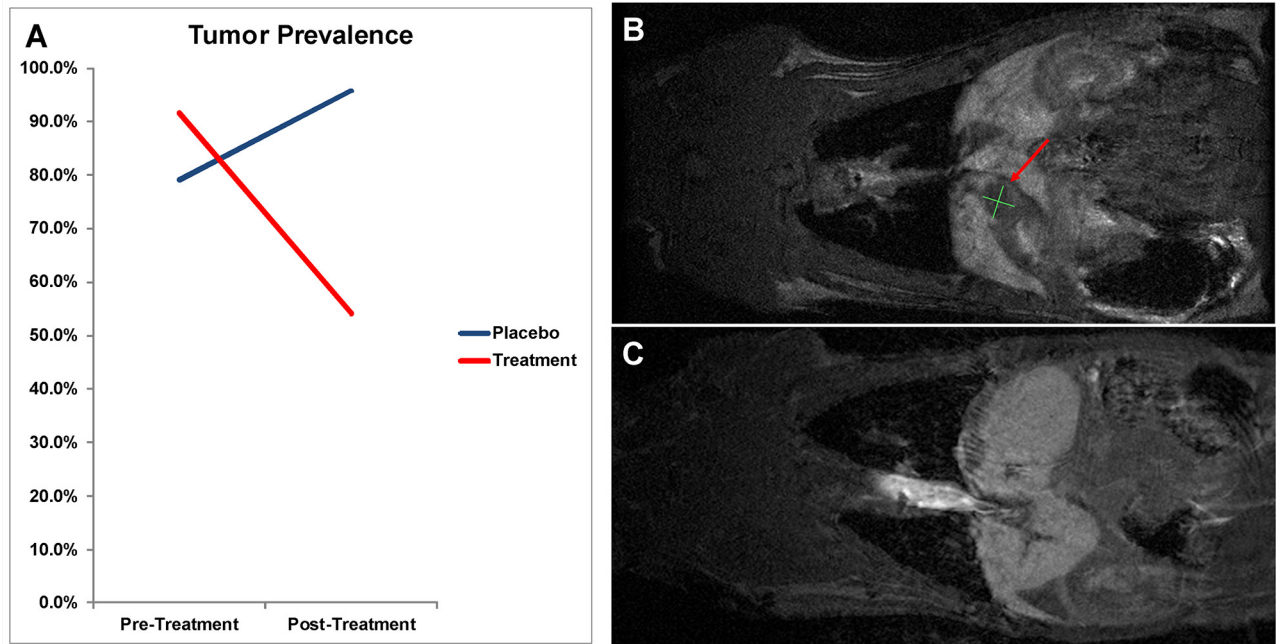 A
Tumor Prevalence
100.0%
90.0%
80.0%
70.0%
60.0%
50.0%
40.0%
30.0%
20.0%
10.0%
0.0%
Pre-Treatment Post-Treatment
Placebo
Treatment
B
C